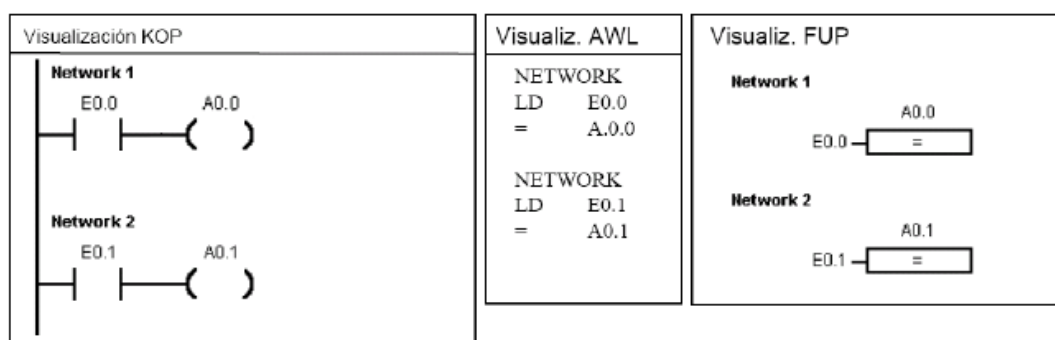 Visualización KOP
Network 1
E0.0 A0.0
Network 2
E0.1 A0.1
Visualiz. AWL
NETWORK
LD E0.0
= A.0.0
NETWORK
LD E0.1
= A0.1
Visualiz. FUP
Network 1
A0.0
E0.0 =
Network 2
A0.1
E0.1 =